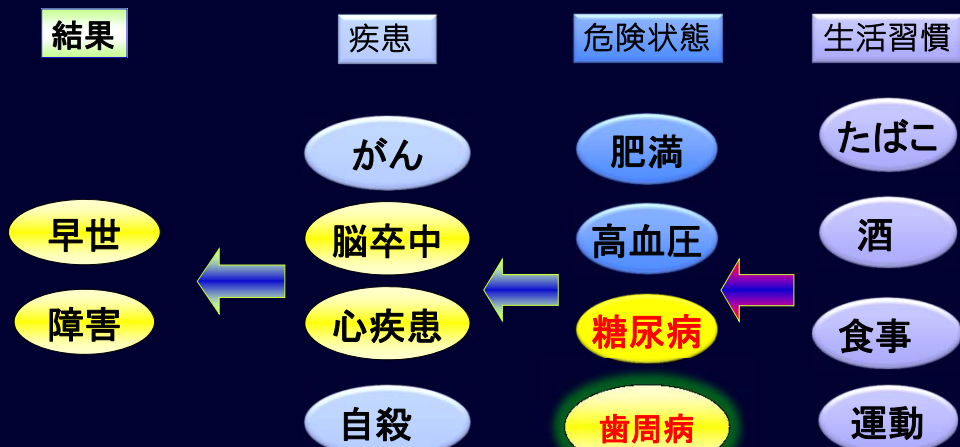 結果
疾患
危険状態
生活習慣
がん
肥満
たばこ
早世
脳卒中
高血圧
酒
障害
心疾患
糖尿病
食事
自殺
歯周病
運動